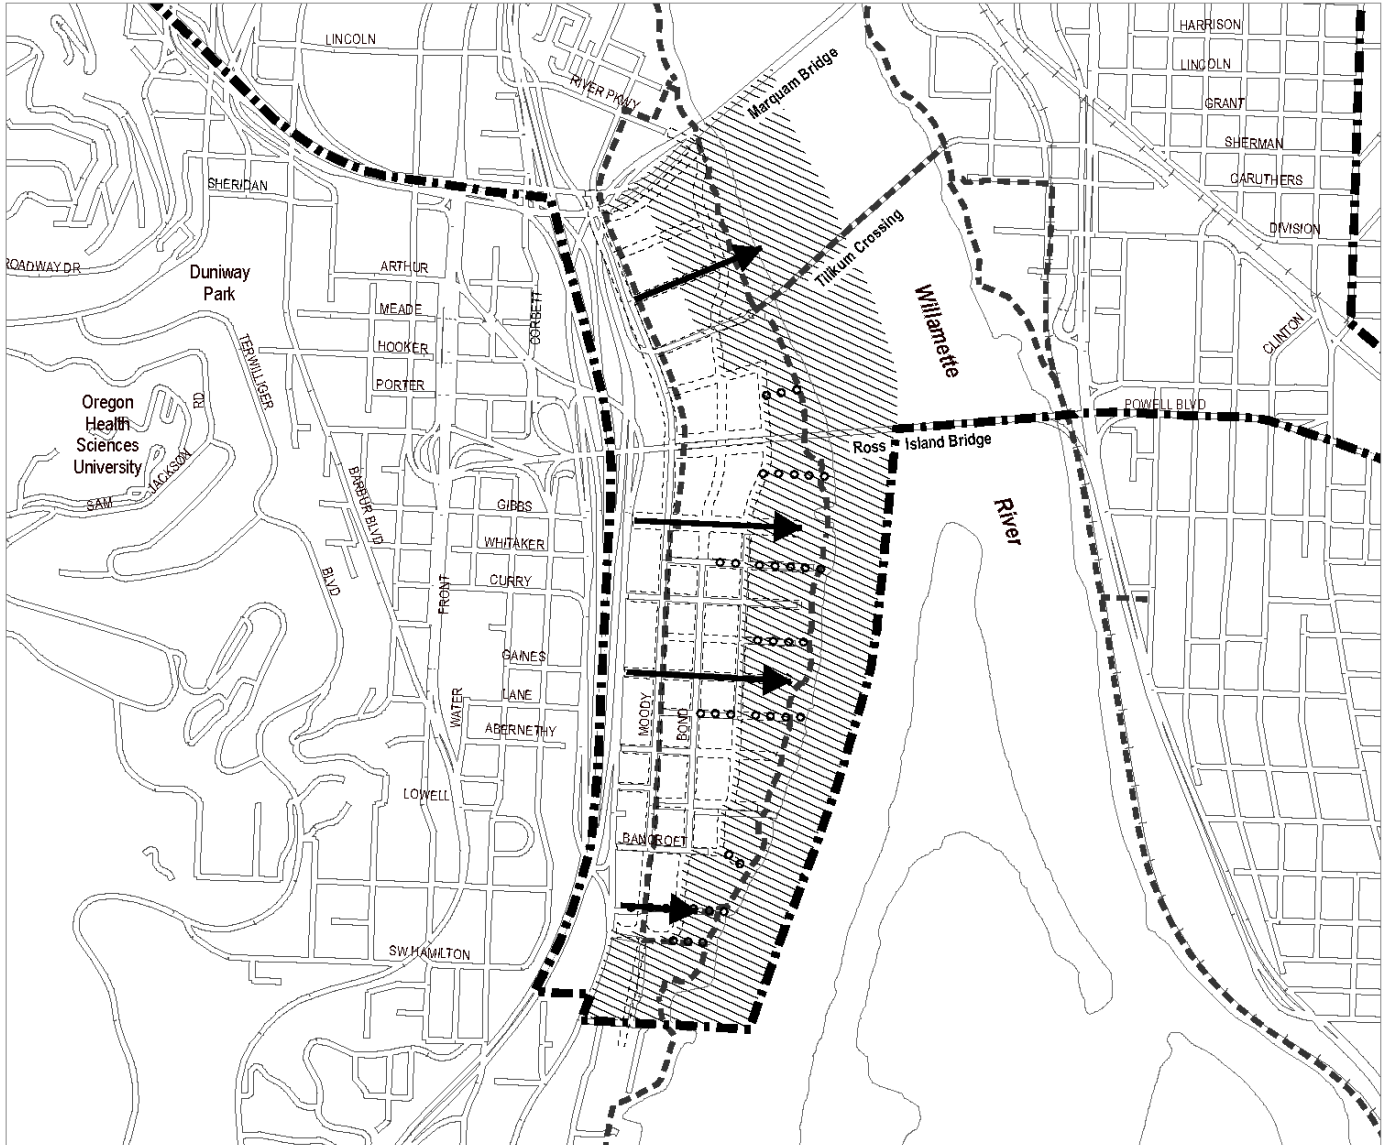 HARRISON
LINCOLN
LINCOLN
Marquam Bridge
RIVER PKWY
GRANT
SHERMAN
CARUTHERS
SHERIDAN
DIVISION
Tilikum Crossing
ROADWAY DR
ARTHUR
Duniway
Park
MEADE
CORBETT
Willamette
CLINTON
HOOKER
TERWILLIGER
PORTER
Oregon
Health
Sciences
University
RD
POWELL BLVD
Ross
Island Bridge
SAM
JACKSON
BARBUR BLVD
GIBBS
River
WHITAKER
CURRY
BLVD
FRONT
GAINES
LANE
WATER
MOODY
BOND
ABERNETHY
LOWELL
BANCROFT
SW HAMILTON